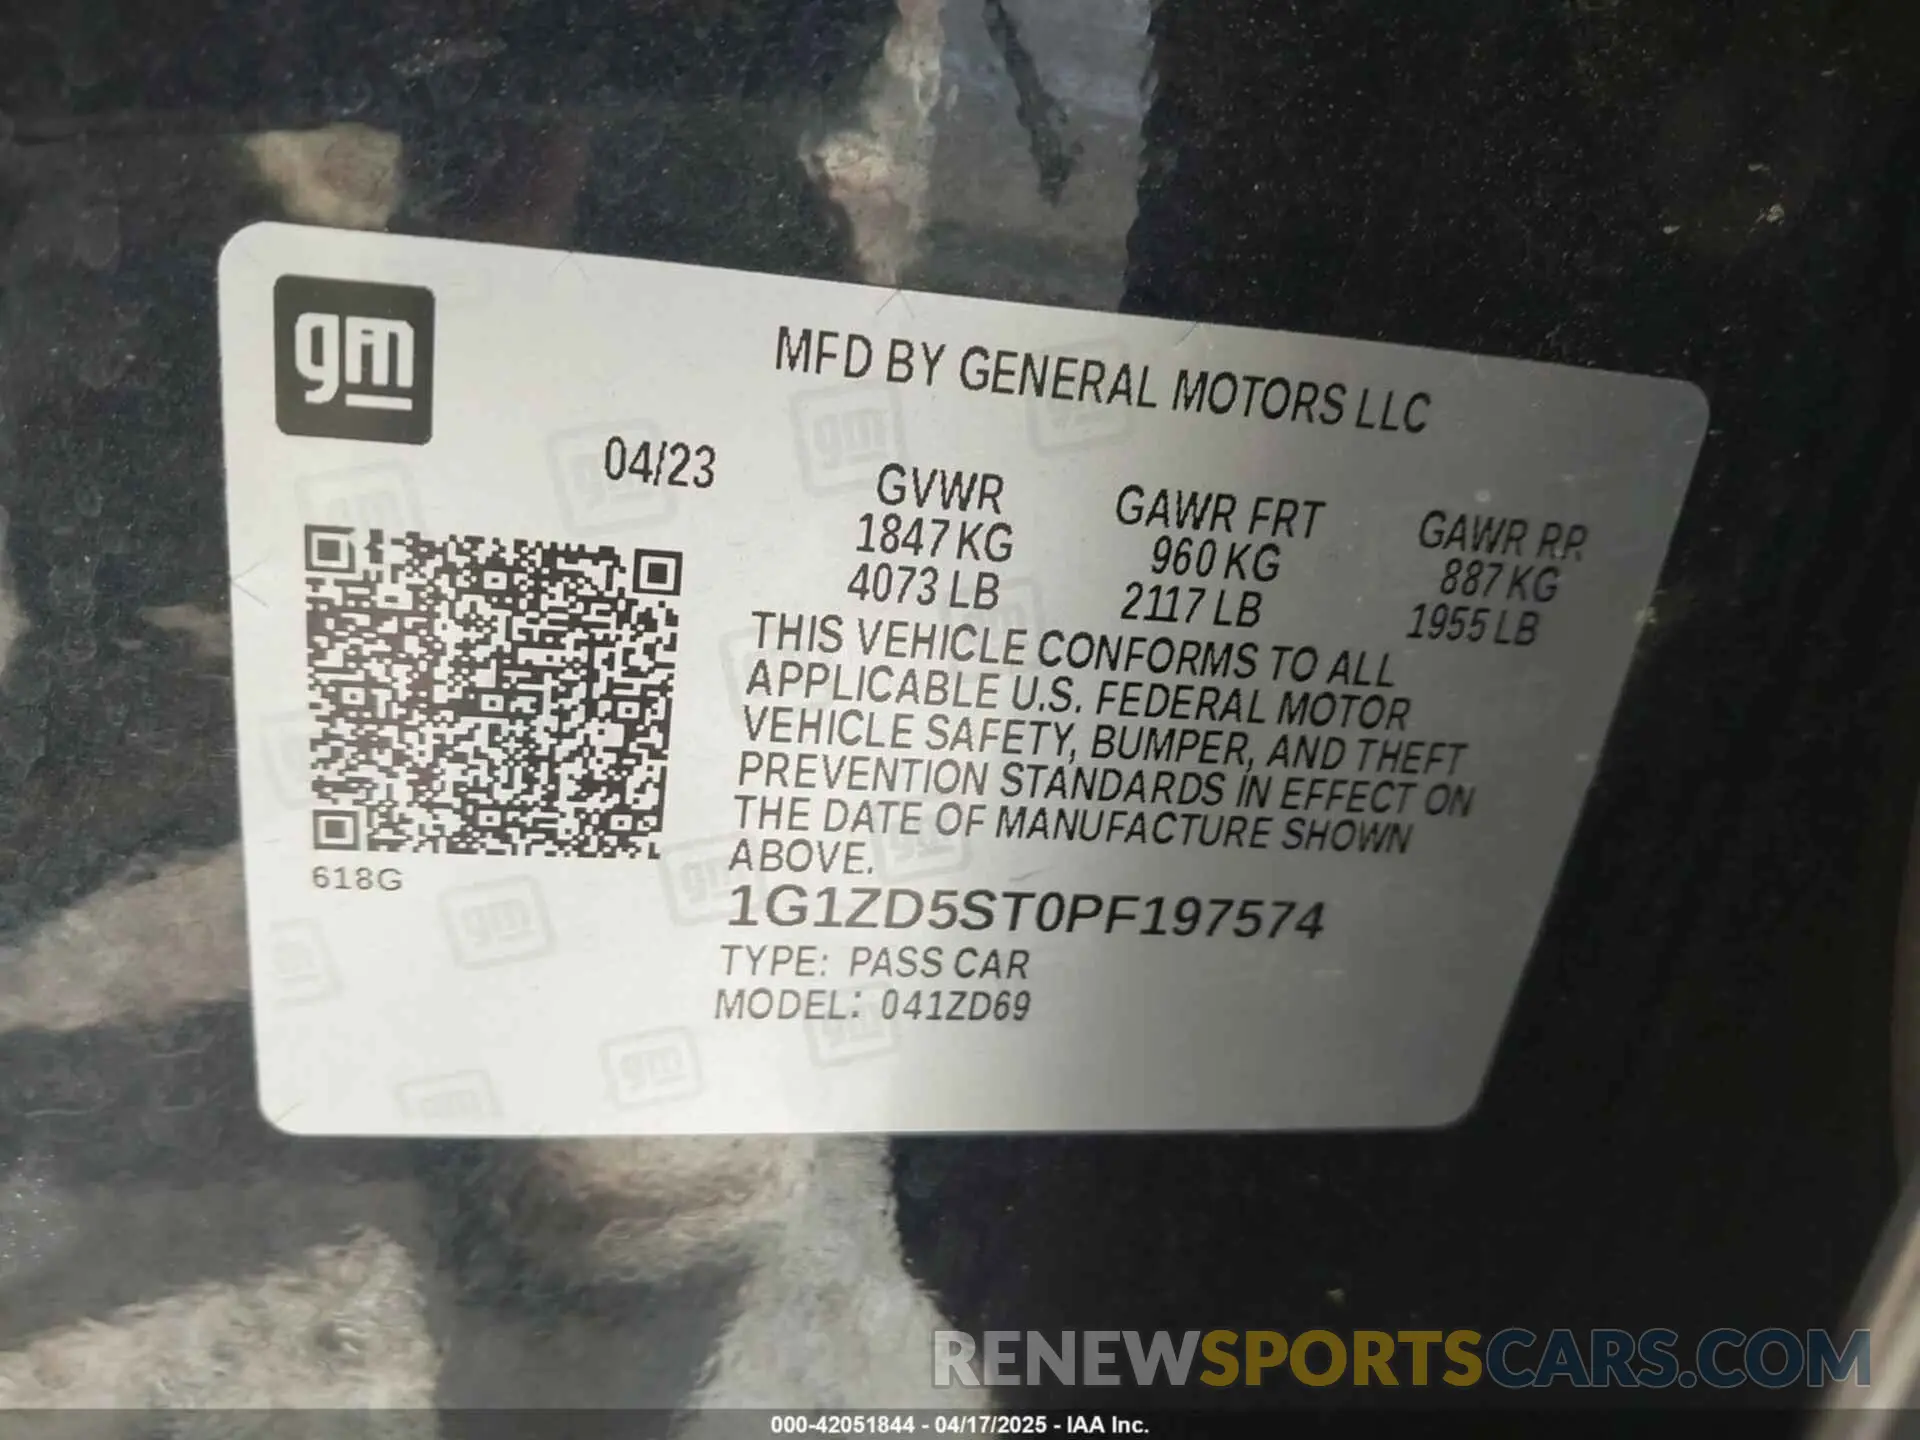 gm
MFD BY GENERAL MOTORS LLC
04/23
GVWR
1847 KG
4073 LB
GAWR FRT
960 KG
2117 LB
GAWR RR
887 KG
1955 LB
THIS VEHICLE CONFORMS TO ALL
APPLICABLE U.S. FEDERAL MOTOR
VEHICLE SAFETY, BUMPER, AND THEFT
PREVENTION STANDARDS IN EFFECT ON
THE DATE OF MANUFACTURE SHOWN
ABOVE.
618G
1G1ZD5ST0PF197574
TYPE: PASS CAR
MODEL: 041ZD69
RENEWSPORTSCARS.COM
000-42051844 - 04/17/2025 - IAA Inc.